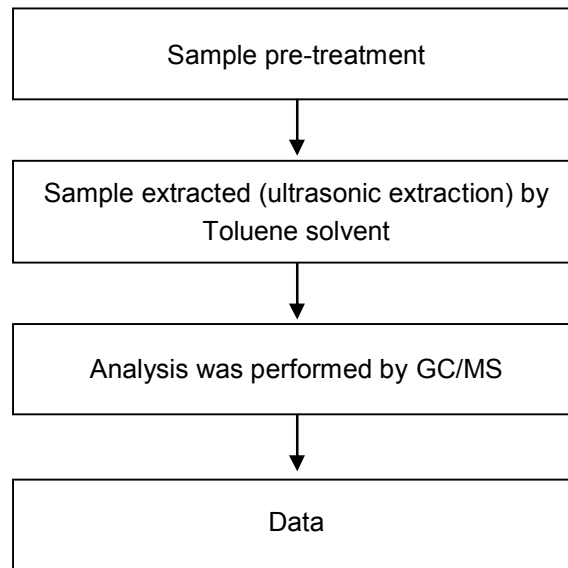 Sample pre-treatment
Sample extracted (ultrasonic extraction) by
Toluene solvent
Analysis was performed by GC/MS
Data